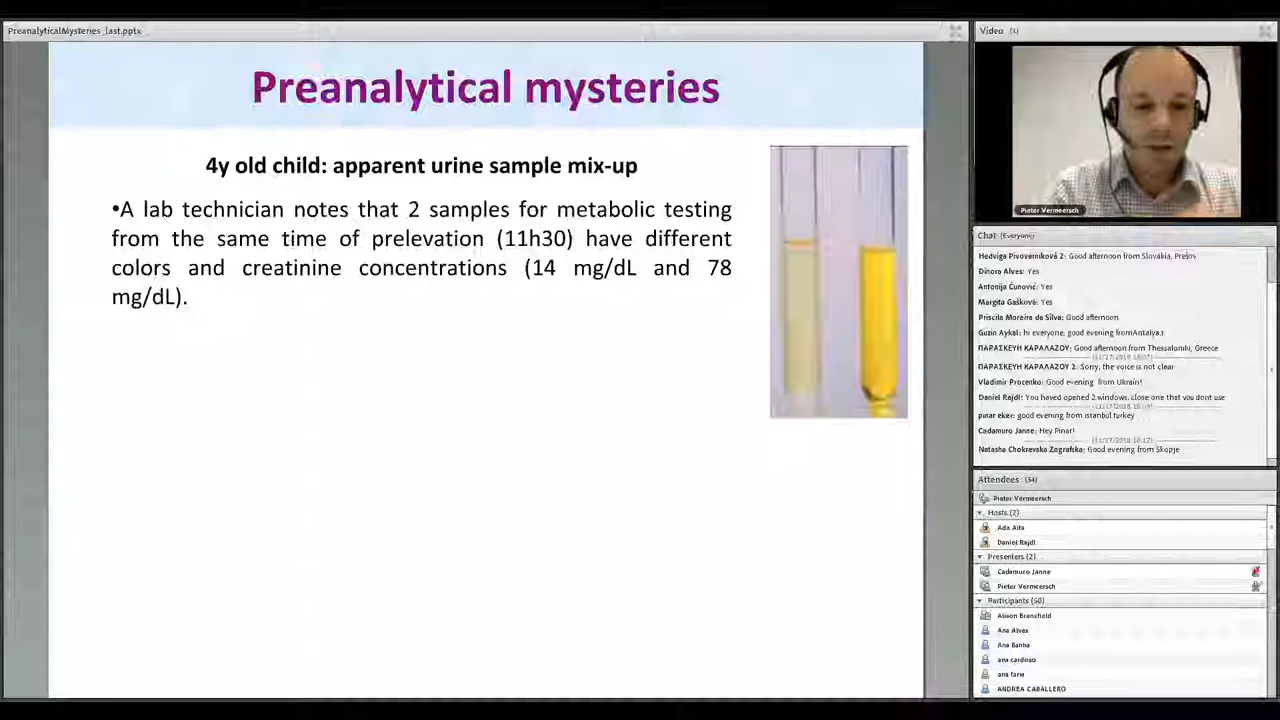 PreanalyticalMysteries_last.pptx
Preanalytical mysteries
4y old child: apparent urine sample mix-up
•A lab technician notes that 2 samples for metabolic testing
from the same time of prelevation (11h30) have different
colors and creatinine concentrations (14 mg/dL and 78
mg/dL).
Video (1)
Pieter Vermeersch
Chat (Everyone)
Hedviga Pivovarníková 2: Good afternoon from Slovakia, Prešov
Dinora Alves: Yes
Antonija Čunović: Yes
Margita Gašková: Yes
Priscila Moreira da Silva: Good afternoon
Guzin Aykal: hi everyone, good evening fromAntalya.t
ΠΑΡΑΣΚΕΥΗ ΚΑΡΑΛΑΖΟΥ: Good afternoon from Thessaloniki, Greece
ΠΑΡΑΣΚΕΥΗ ΚΑΡΑΛΑΖΟΥ 2: Sorry, the voice is not clear
Vladimir Procenko: Good evening from Ukrain!
Daniel Rajdl: You haved opened 2 windows, close one that you dont use
pınar eker: good evening from istanbul turkey
Cadamuro Janne: Hey Pinar!
Natasha Chokrevska Zografska: Good evening from Skopje
Attendees (54)
Pieter Vermeersch
Hosts (2)
Ada Aita
Daniel Rajdl
Presenters (2)
Cadamuro Janne
Pieter Vermeersch
Participants (50)
Alison Bransfield
Ana Alves
Ana Banha
ana cardoso
ana faria
ANDREA CABALLERO